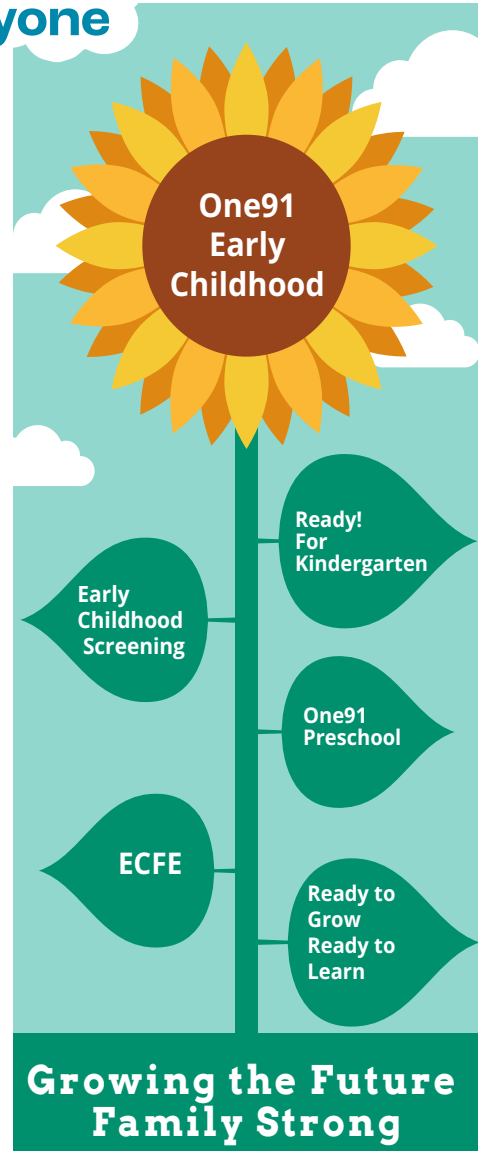 yone
One91
Early
Childhood
Ready!
For
Kindergarten
Early
Childhood
Screening
One91
Preschool
ECFE
Ready to
Grow
Ready to
Learn
Growing the Future
Family Strong